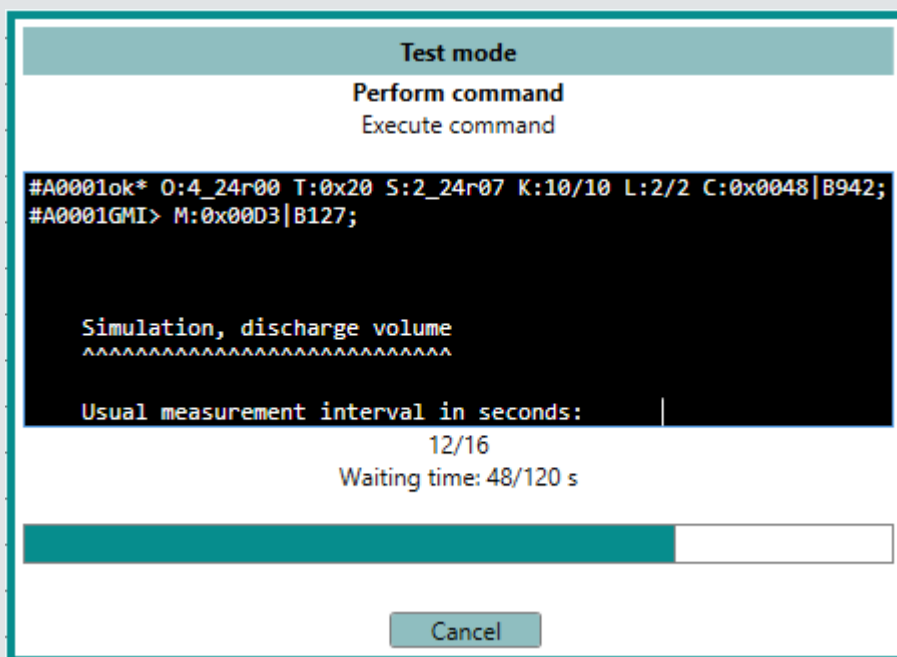 Test mode
Perform command
Execute command
#A0001ok* O:4_24r00 T:0x20 S:2_24r07 K:10/10 L:2/2 C:0x0048|B942;
#A0001GMI> M:0x00D3|B127;
Simulation, discharge volume
^^^^^^^^^^^^^^^^^^^^^^^^^^^^
Usual measurement interval in seconds:
12/16
Waiting time: 48/120 s
Cancel